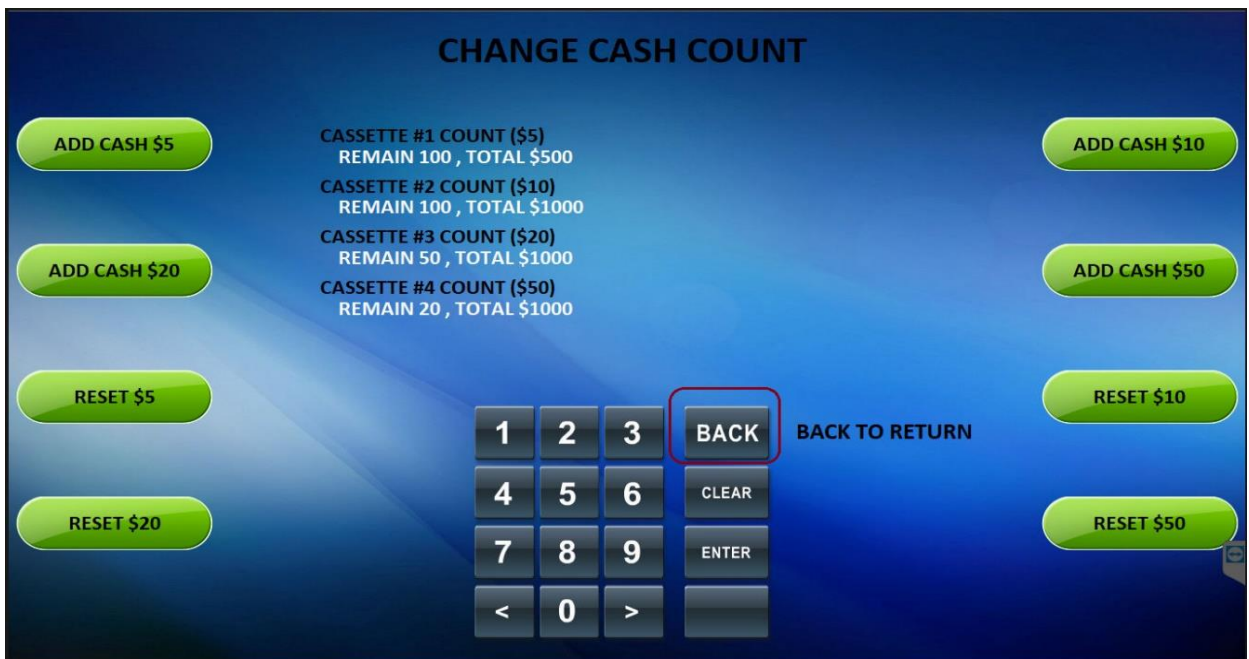 CHANGE CASH COUNT
ADD CASH $5
ADD CASH $20
RESET $5
RESET $20
CASSETTE #1 COUNT ($5)
REMAIN 100 , TOTAL $500
CASSETTE #2 COUNT ($10)
REMAIN 100 , TOTAL $1000
CASSETTE #3 COUNT ($20)
REMAIN 50 , TOTAL $1000
CASSETTE #4 COUNT ($50)
REMAIN 20 , TOTAL $1000
1 2 3 BACK BACK TO RETURN
4 5 6 CLEAR
7 8 9 ENTER
< 0 >
ADD CASH $10
ADD CASH $50
RESET $10
RESET $50